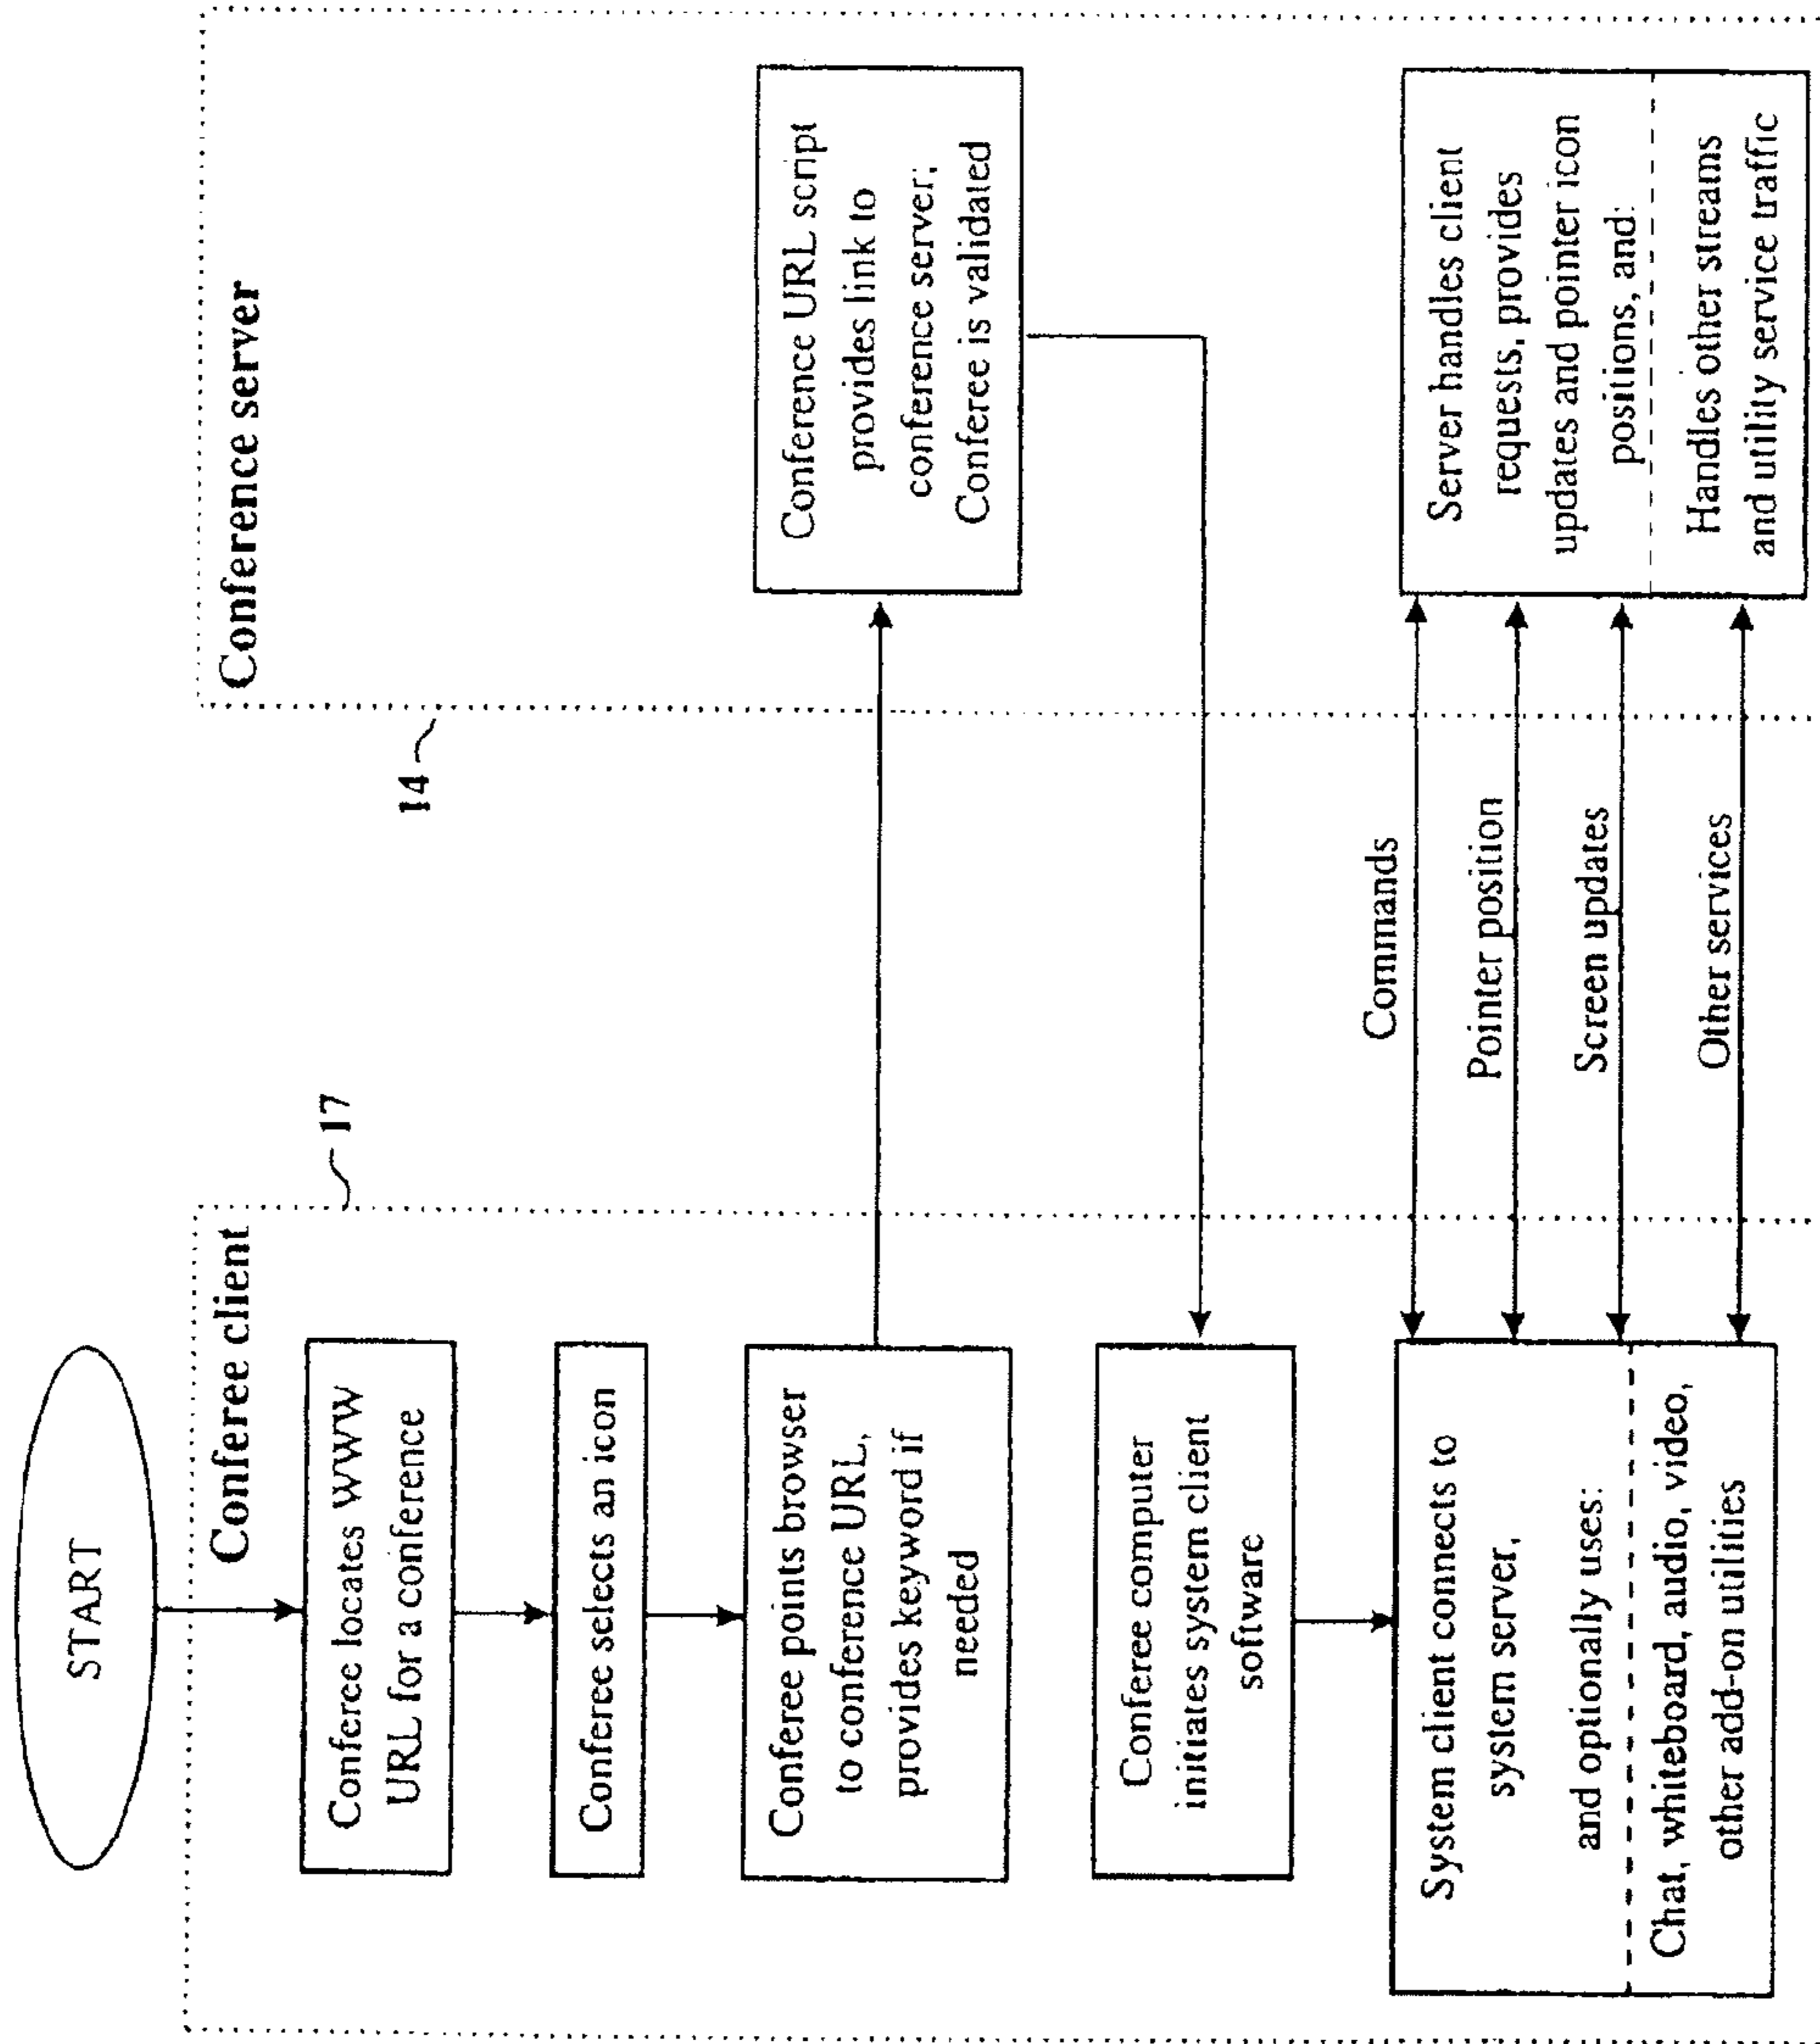 START
Conferee client
17
14
Conference server
Conferee locates WWW
URL for a conference
Conferee selects an icon
Conferee points browser
to conference URL,
provides keyword if
needed
Conference URL script
provides link to
conference server;
Conferee is validated
Conferee computer
initiates system client
software
System client connects to
system server,
and optionally uses:
Chat, whiteboard, audio, video,
other add-on utilities
Commands
Pointer position
Screen updates
Other services
Server handles client
requests, provides
updates and pointer icon
positions, and:
Handles other streams
and utility service traffic